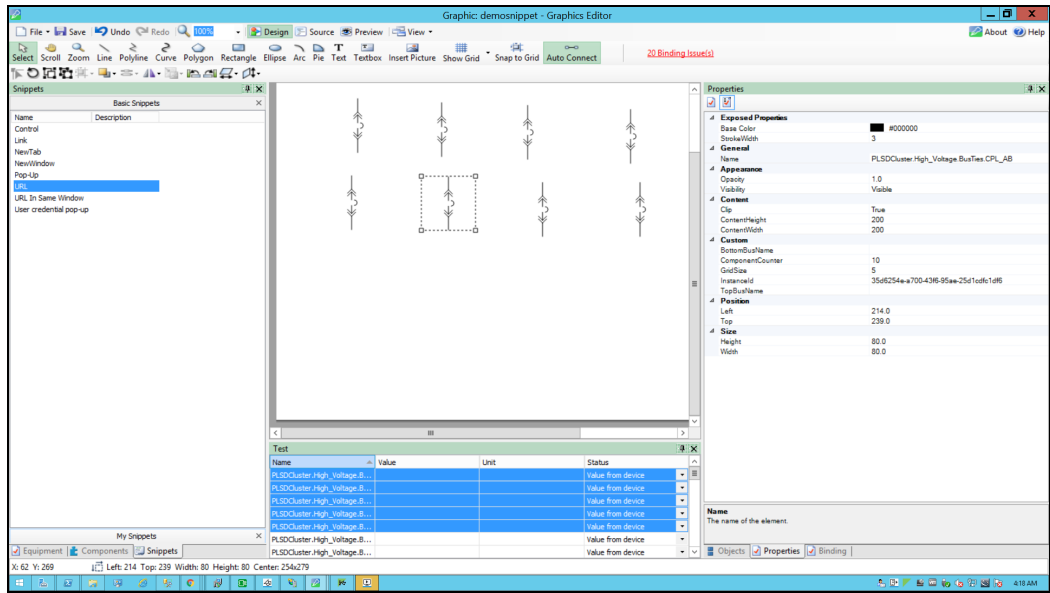 Graphic: demosnippet - Graphics Editor
File Save Undo Redo 100% Design Source Preview View About Help
Select Scroll Zoom Line Polyline Curve Polygon Rectangle Ellipse Arc Pie Text Textbox Insert Picture Show Grid Snap to Grid Auto Connect 20 Binding Issue(s)
Snippets
Basic Snippets
Name Description
Control
Link
NewTab
NewWindow
Pop-Up
URL
URL In Same Window
User credential pop-up
My Snippets
Equipment Components Snippets
Test
Name Value Unit Status
PLSDCluster.High_Voltage.B... Value from device
PLSDCluster.High_Voltage.B... Value from device
PLSDCluster.High_Voltage.B... Value from device
PLSDCluster.High_Voltage.B... Value from device
PLSDCluster.High_Voltage.B... Value from device
PLSDCluster.High_Voltage.B... Value from device
Properties
Exposed Properties
Base Color #000000
StrokeWidth 3
General
Name PLSDCluster.High_Voltage.BusTies.CPL_AB
Appearance
Opacity 1.0
Visibility Visible
Content
Clip True
ContentHeight 200
ContentWidth 200
Custom
BottomBusName
ComponentCounter 10
GridSize 5
InstanceId 35d6254e-a700-43f6-95ae-25d1cdfc1df6
TopBusName
Position
Left 214.0
Top 239.0
Size
Height 80.0
Width 80.0
Name
The name of the element.
Objects Properties Binding
X: 62 Y: 269 Left: 214 Top: 239 Width: 80 Height: 80 Center: 254x279
4:18 AM